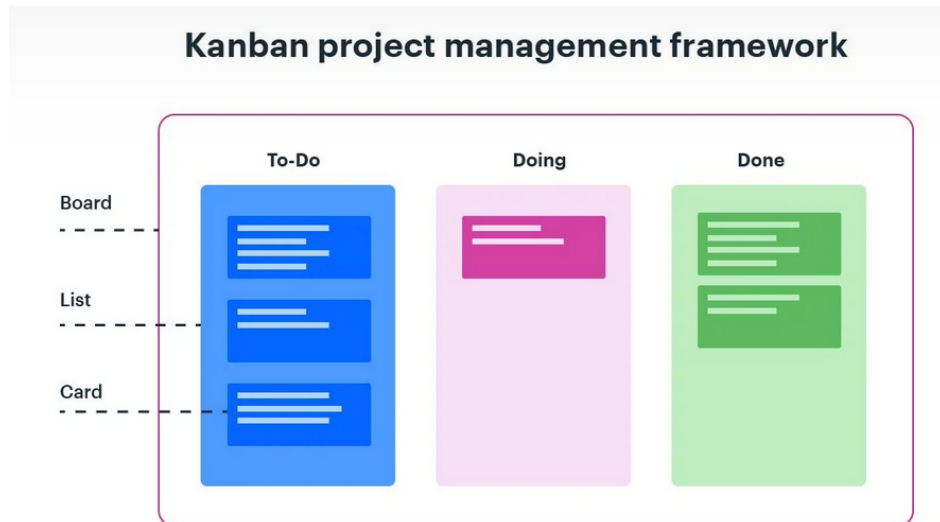 Kanban project management framework
To-Do
Doing
Done
Board
List
Card